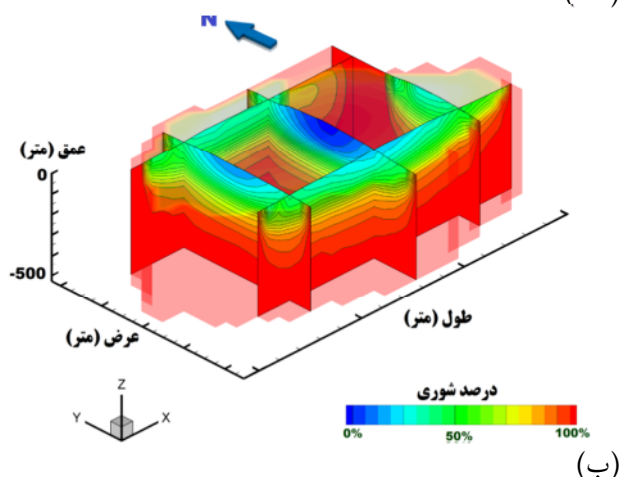 N
عمق (متر)
0
-500
عرض (متر)
طول (متر)
Z
Y
X
درصد شوری
0%
50%
100%
(ب)